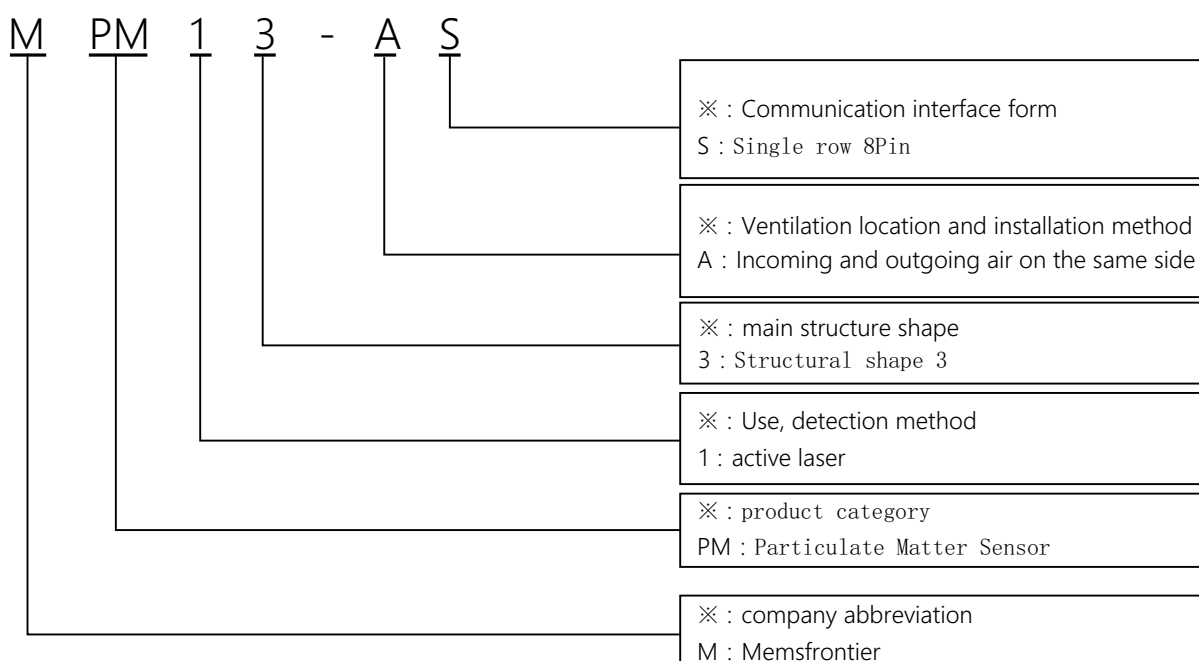 M PM 1 3 - A S
※ : Communication interface form
S : Single row 8Pin
※ : Ventilation location and installation method
A : Incoming and outgoing air on the same side
※ : main structure shape
3 : Structural shape 3
※ : Use, detection method
1 : active laser
※ : product category
PM : Particulate Matter Sensor
※ : company abbreviation
M : Memsfrontier